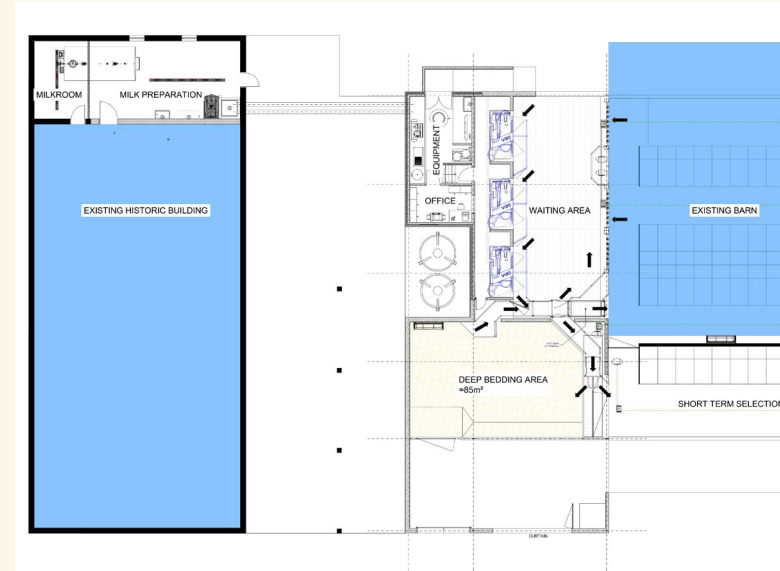 MILKROOM
MILK PREPARATION
EQUIPMENT
OFFICE
WAITING AREA
EXISTING HISTORIC BUILDING
EXISTING BARN
DEEP BEDDING AREA
≈85m²
SHORT TERM SELECTION
CURTAIN